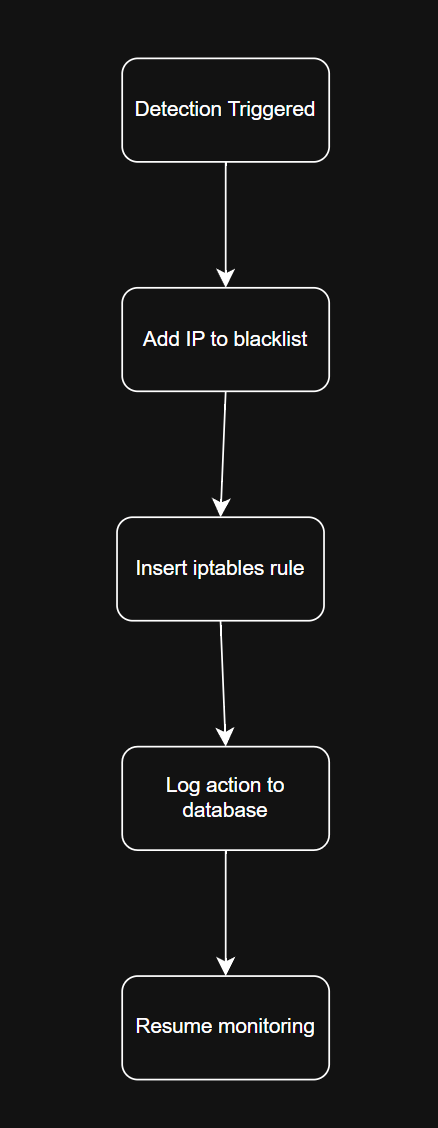 Detection Triggered
Add IP to blacklist
Insert iptables rule
Log action to
database
Resume monitoring